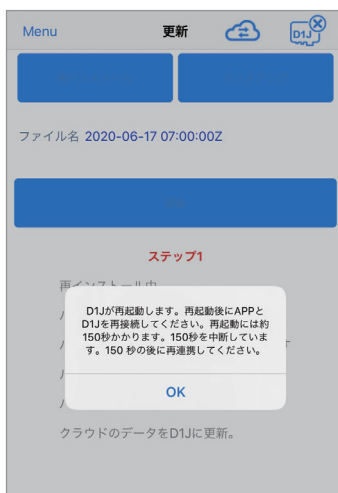 Menu
更新
D1J
ファイル名 2020-06-17 07:00:00Z
ステップ1
再インストール中
D1Jが再起動します。再起動後にAPPと
D1Jを再接続してください。再起動には約
150秒かかります。150秒を中断していま
す。150 秒の後に再連携してください。
OK
クラウドのデータをD1Jに更新。